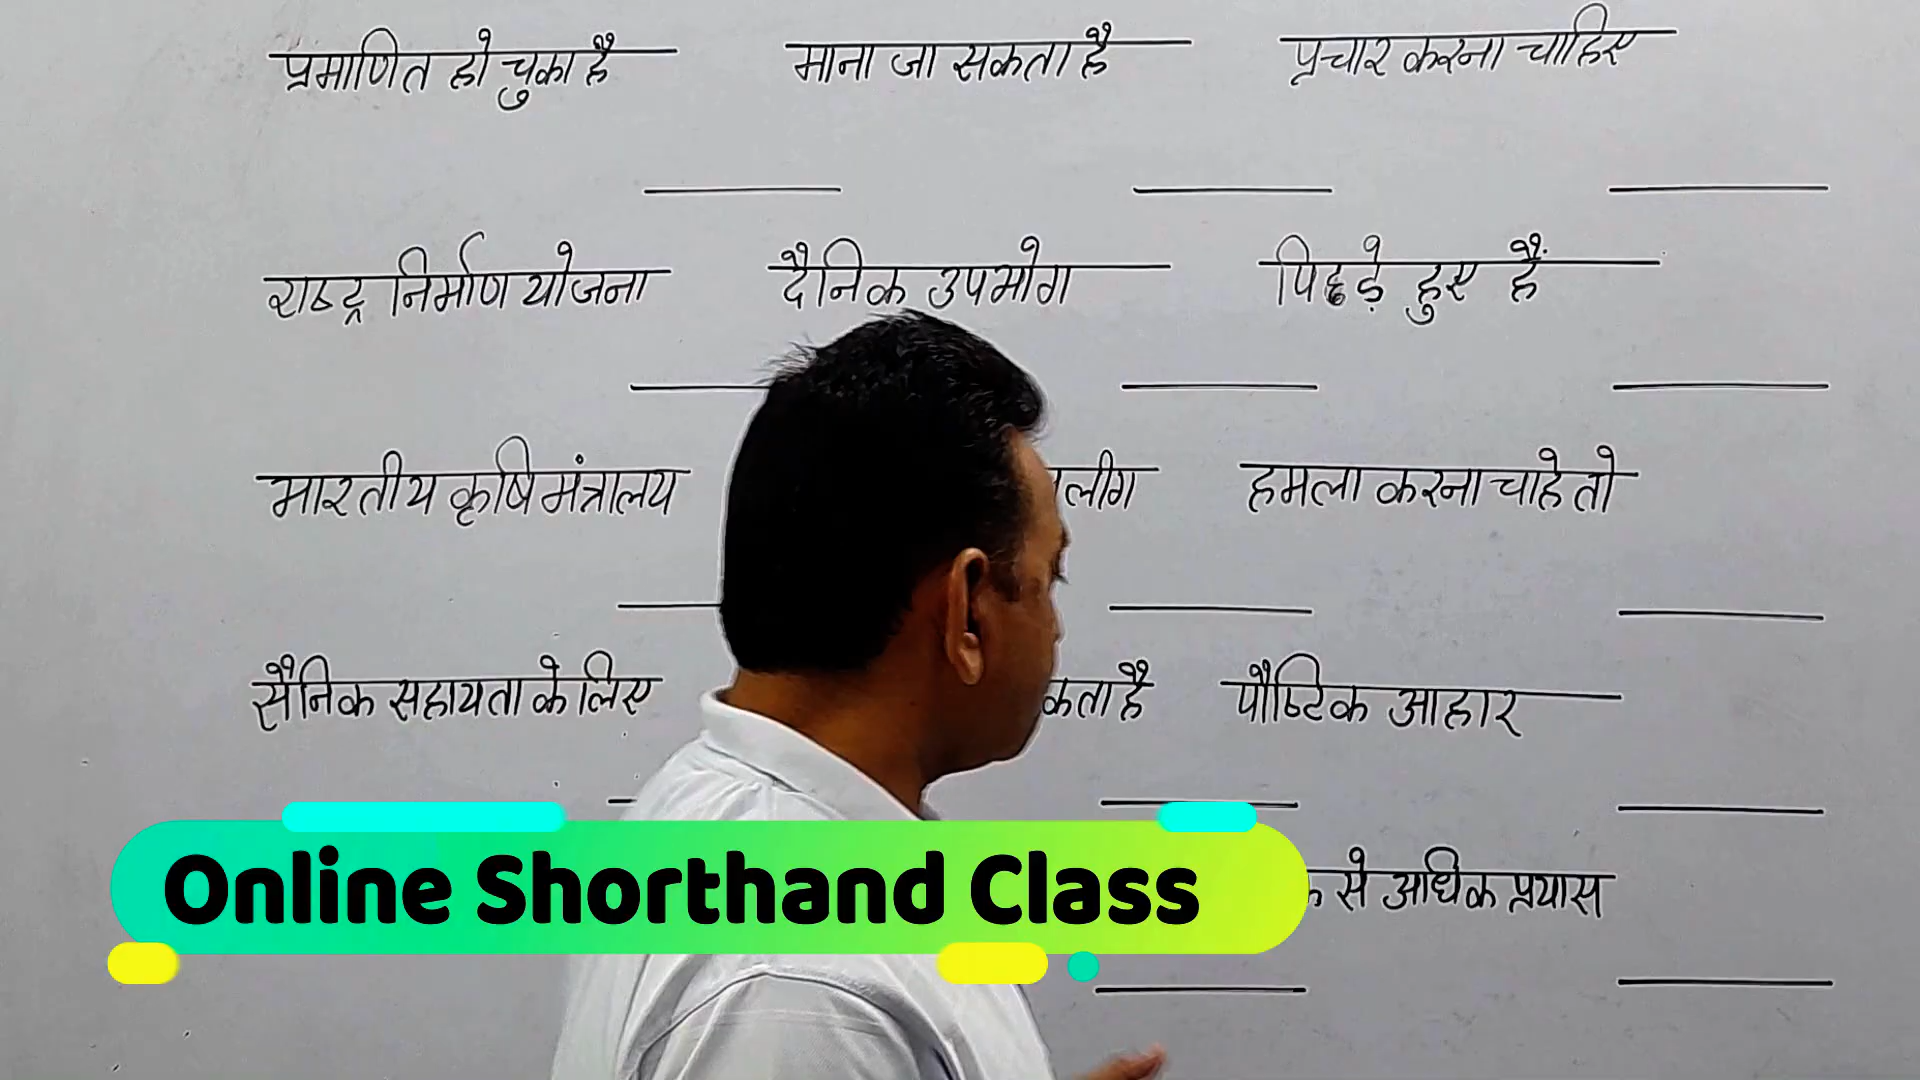 प्रमाणित हो चुका है माना जा सकता है प्रचार करना चाहिए
राष्ट्र निर्माण योजना दैनिक उपभोग पिछड़े हुए हैं
भारतीय कृषि मंत्रालय लीग हमला करना चाहे तो
सैनिक सहायता के लिए कता है पौष्टिक आहार
से अधिक प्रयास
Online Shorthand Class